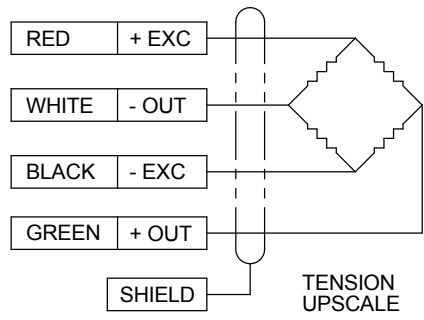 RED + EXC
WHITE - OUT
BLACK - EXC
GREEN + OUT
SHIELD
TENSION
UPSCALE